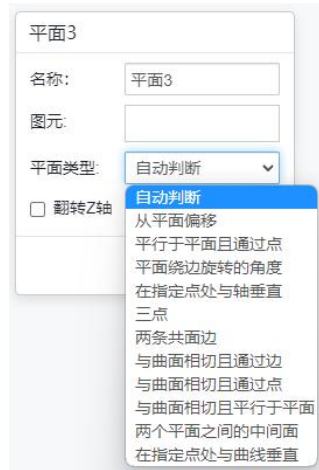 平面3
名称: 平面3
图元:
平面类型: 自动判断
翻转Z轴
自动判断
从平面偏移
平行于平面且通过点
平面绕边旋转的角度
在指定点处与轴垂直
三点
两条共面边
与曲面相切且通过边
与曲面相切且通过点
与曲面相切且平行于平面
两个平面之间的中间面
在指定点处与曲线垂直